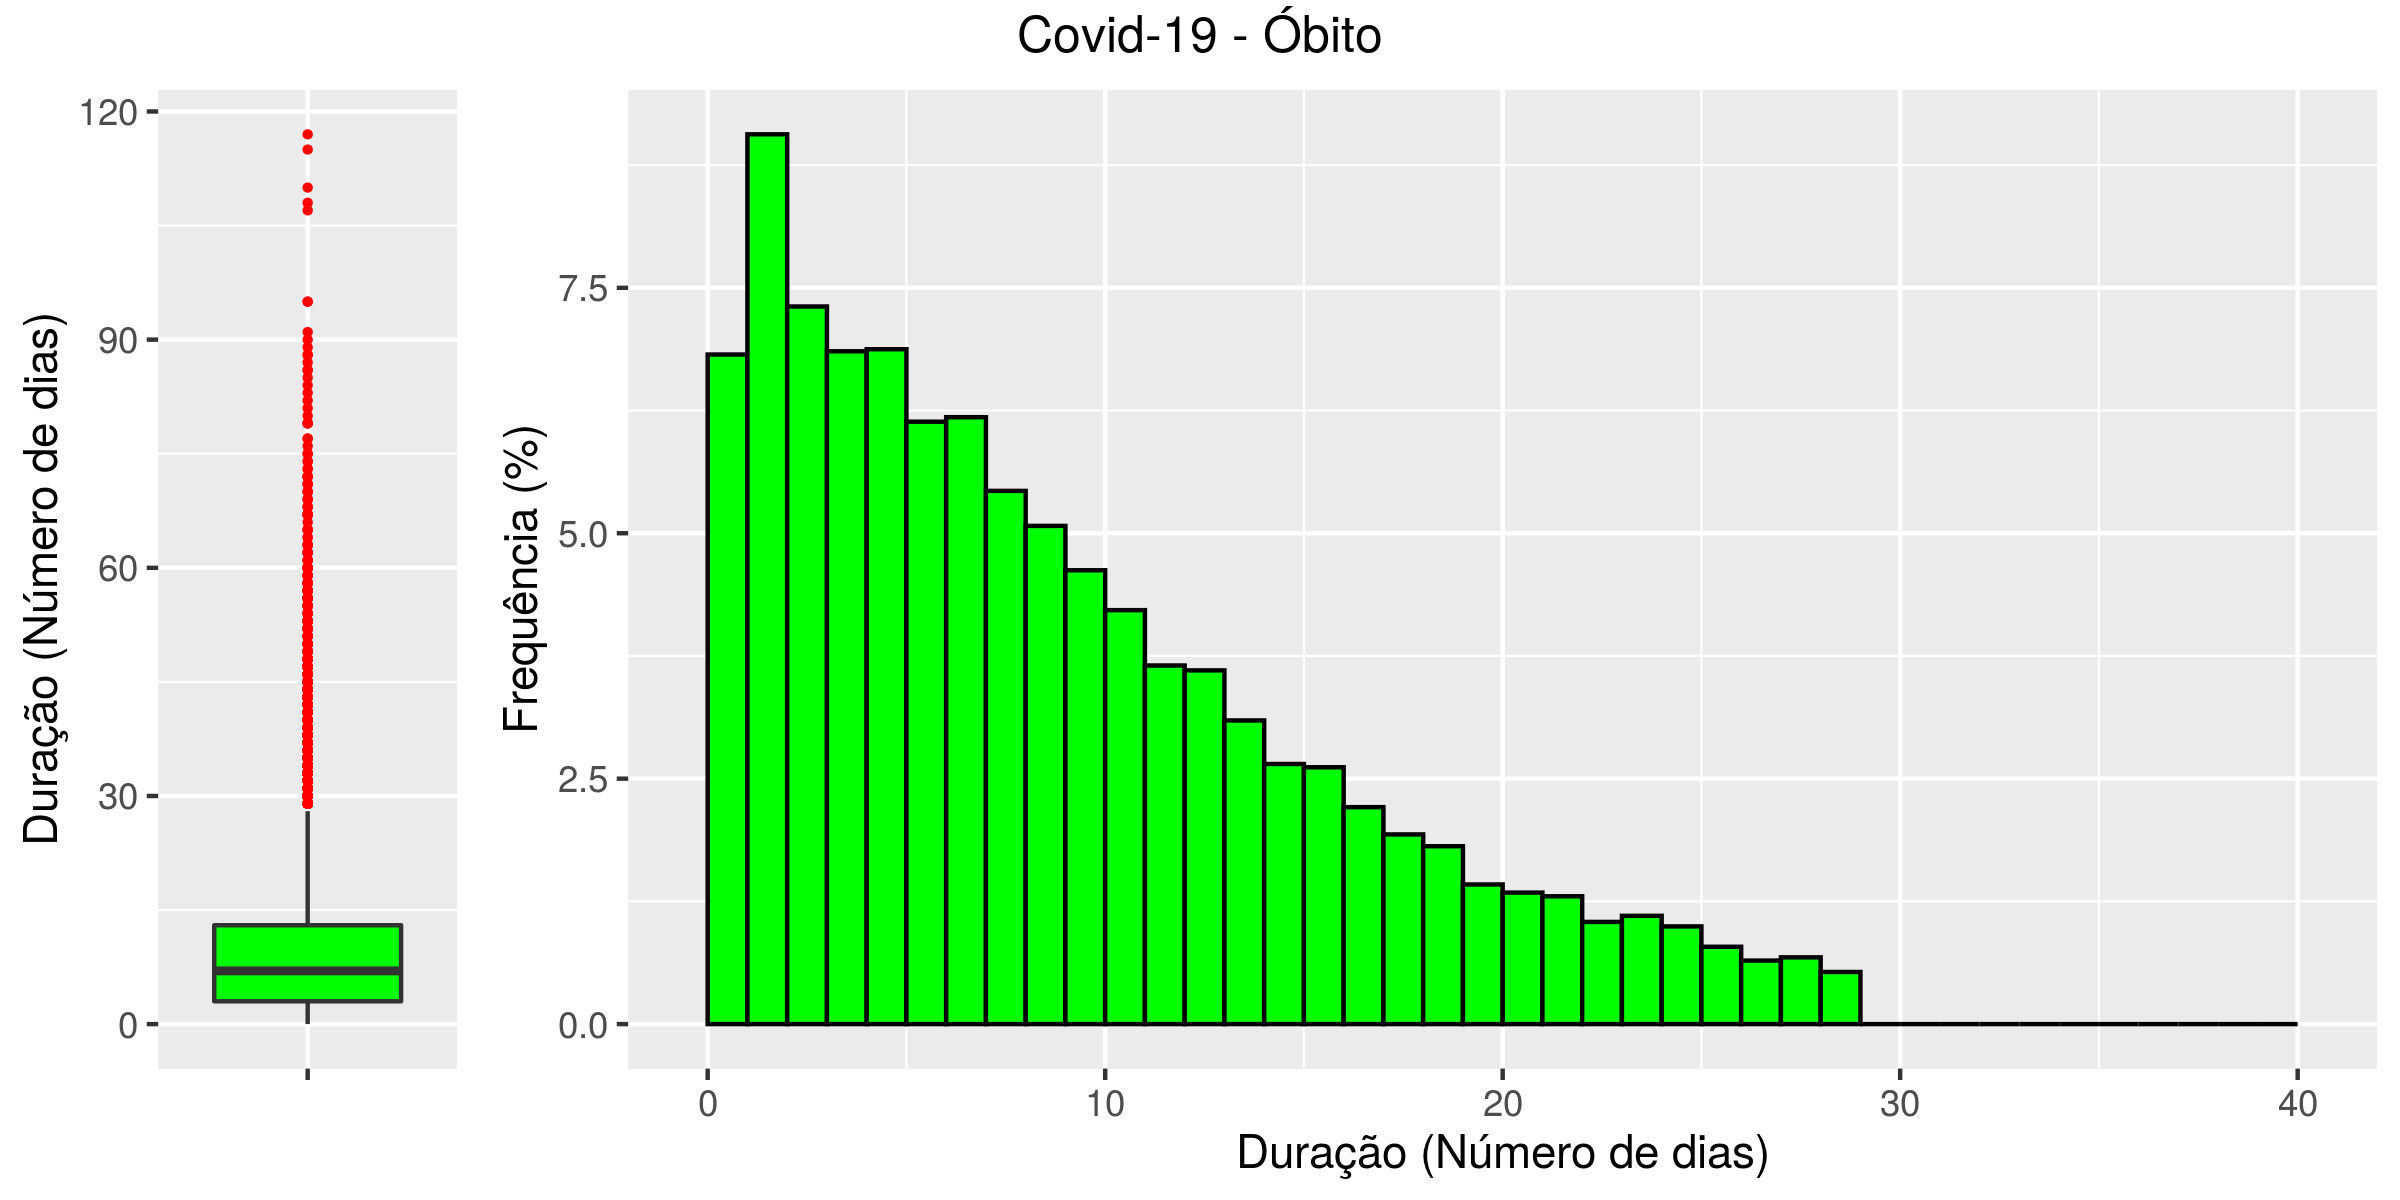 Covid-19 - Óbito
Duração (Número de dias)
120
90
60
30
0
Frequência (%)
7.5
5.0
2.5
0.0
0 10 20 30 40
Duração (Número de dias)